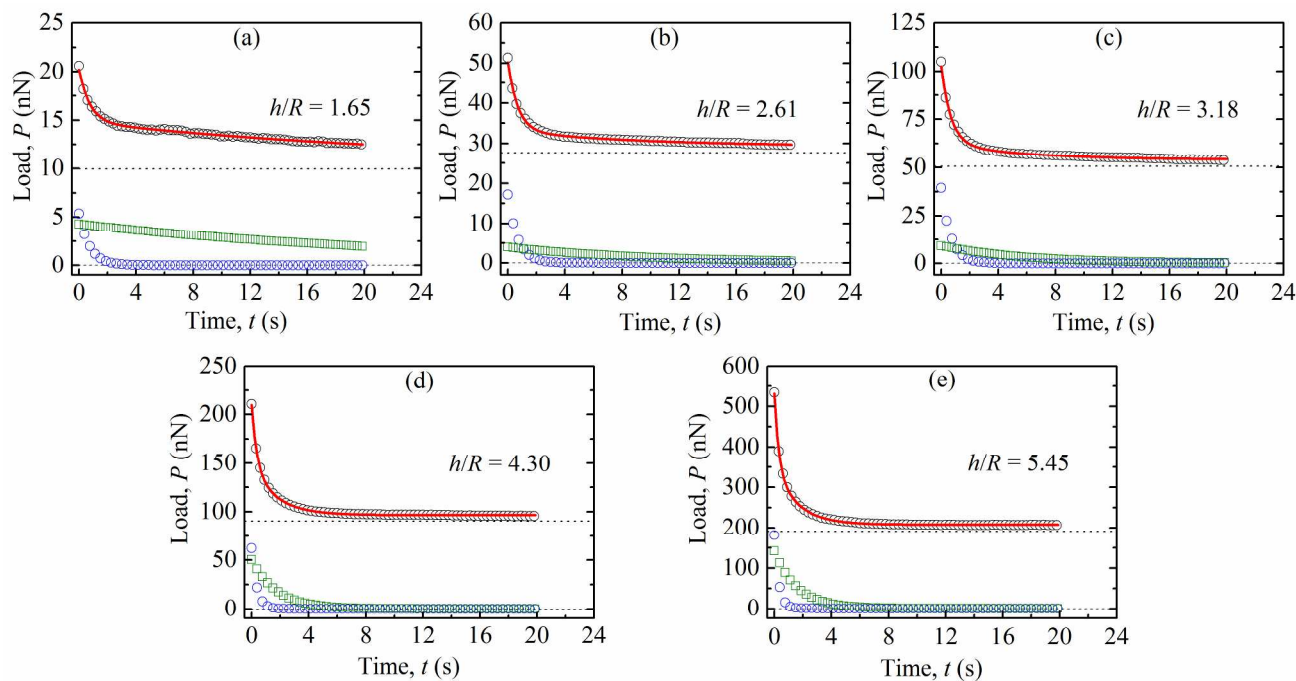 (a)
Load, P (nN)
25
20
15
10
5
0
h/R = 1.65
0 4 8 12 16 20 24
Time, t (s)
(b)
Load, P (nN)
60
50
40
30
20
10
0
h/R = 2.61
0 4 8 12 16 20 24
Time, t (s)
(c)
Load, P (nN)
125
100
75
50
25
0
h/R = 3.18
0 4 8 12 16 20 24
Time, t (s)
(d)
Load, P (nN)
250
200
150
100
50
0
h/R = 4.30
0 4 8 12 16 20 24
Time, t (s)
(e)
Load, P (nN)
600
500
400
300
200
100
0
h/R = 5.45
0 4 8 12 16 20 24
Time, t (s)